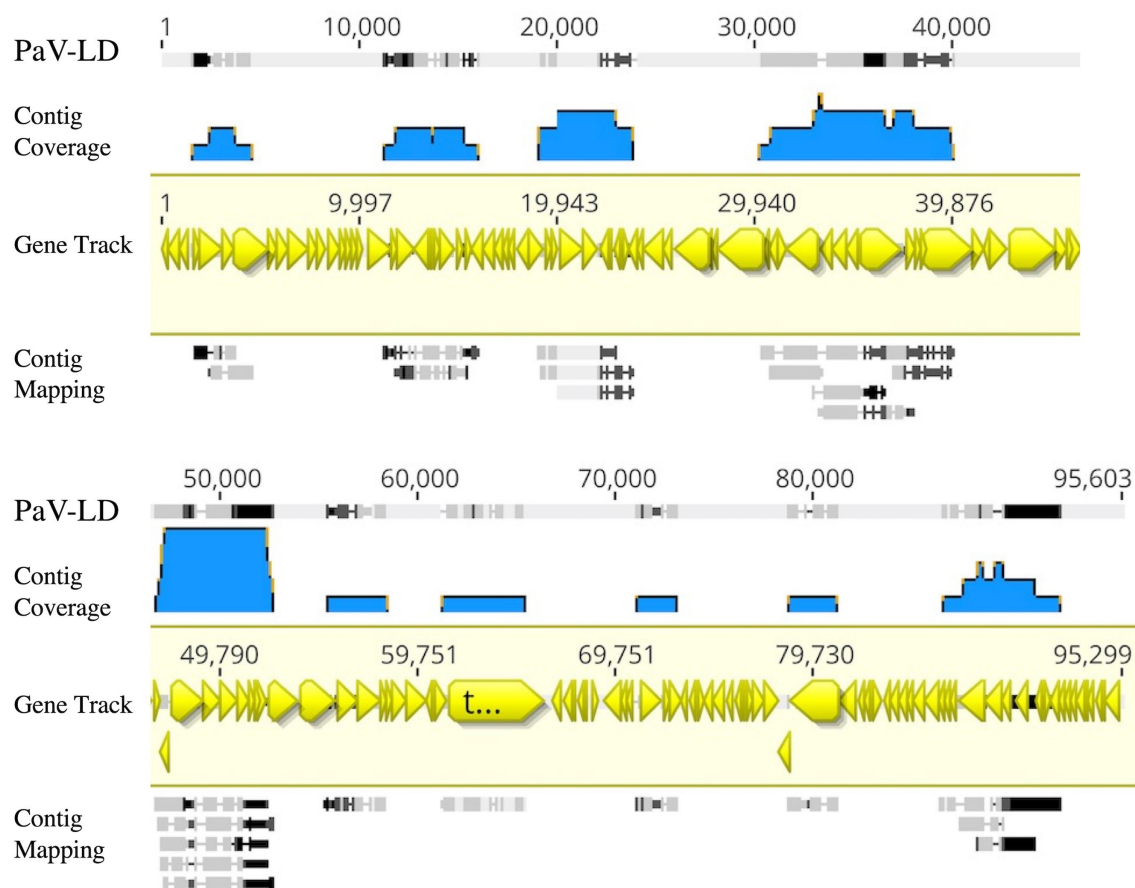 1 10,000 20,000 30,000 40,000
PaV-LD
Contig
Coverage
1 9,997 19,943 29,940 39,876
Gene Track
Contig
Mapping
50,000 60,000 70,000 80,000 95,603
PaV-LD
Contig
Coverage
49,790 59,751 69,751 79,730 95,299
Gene Track
t...
Contig
Mapping